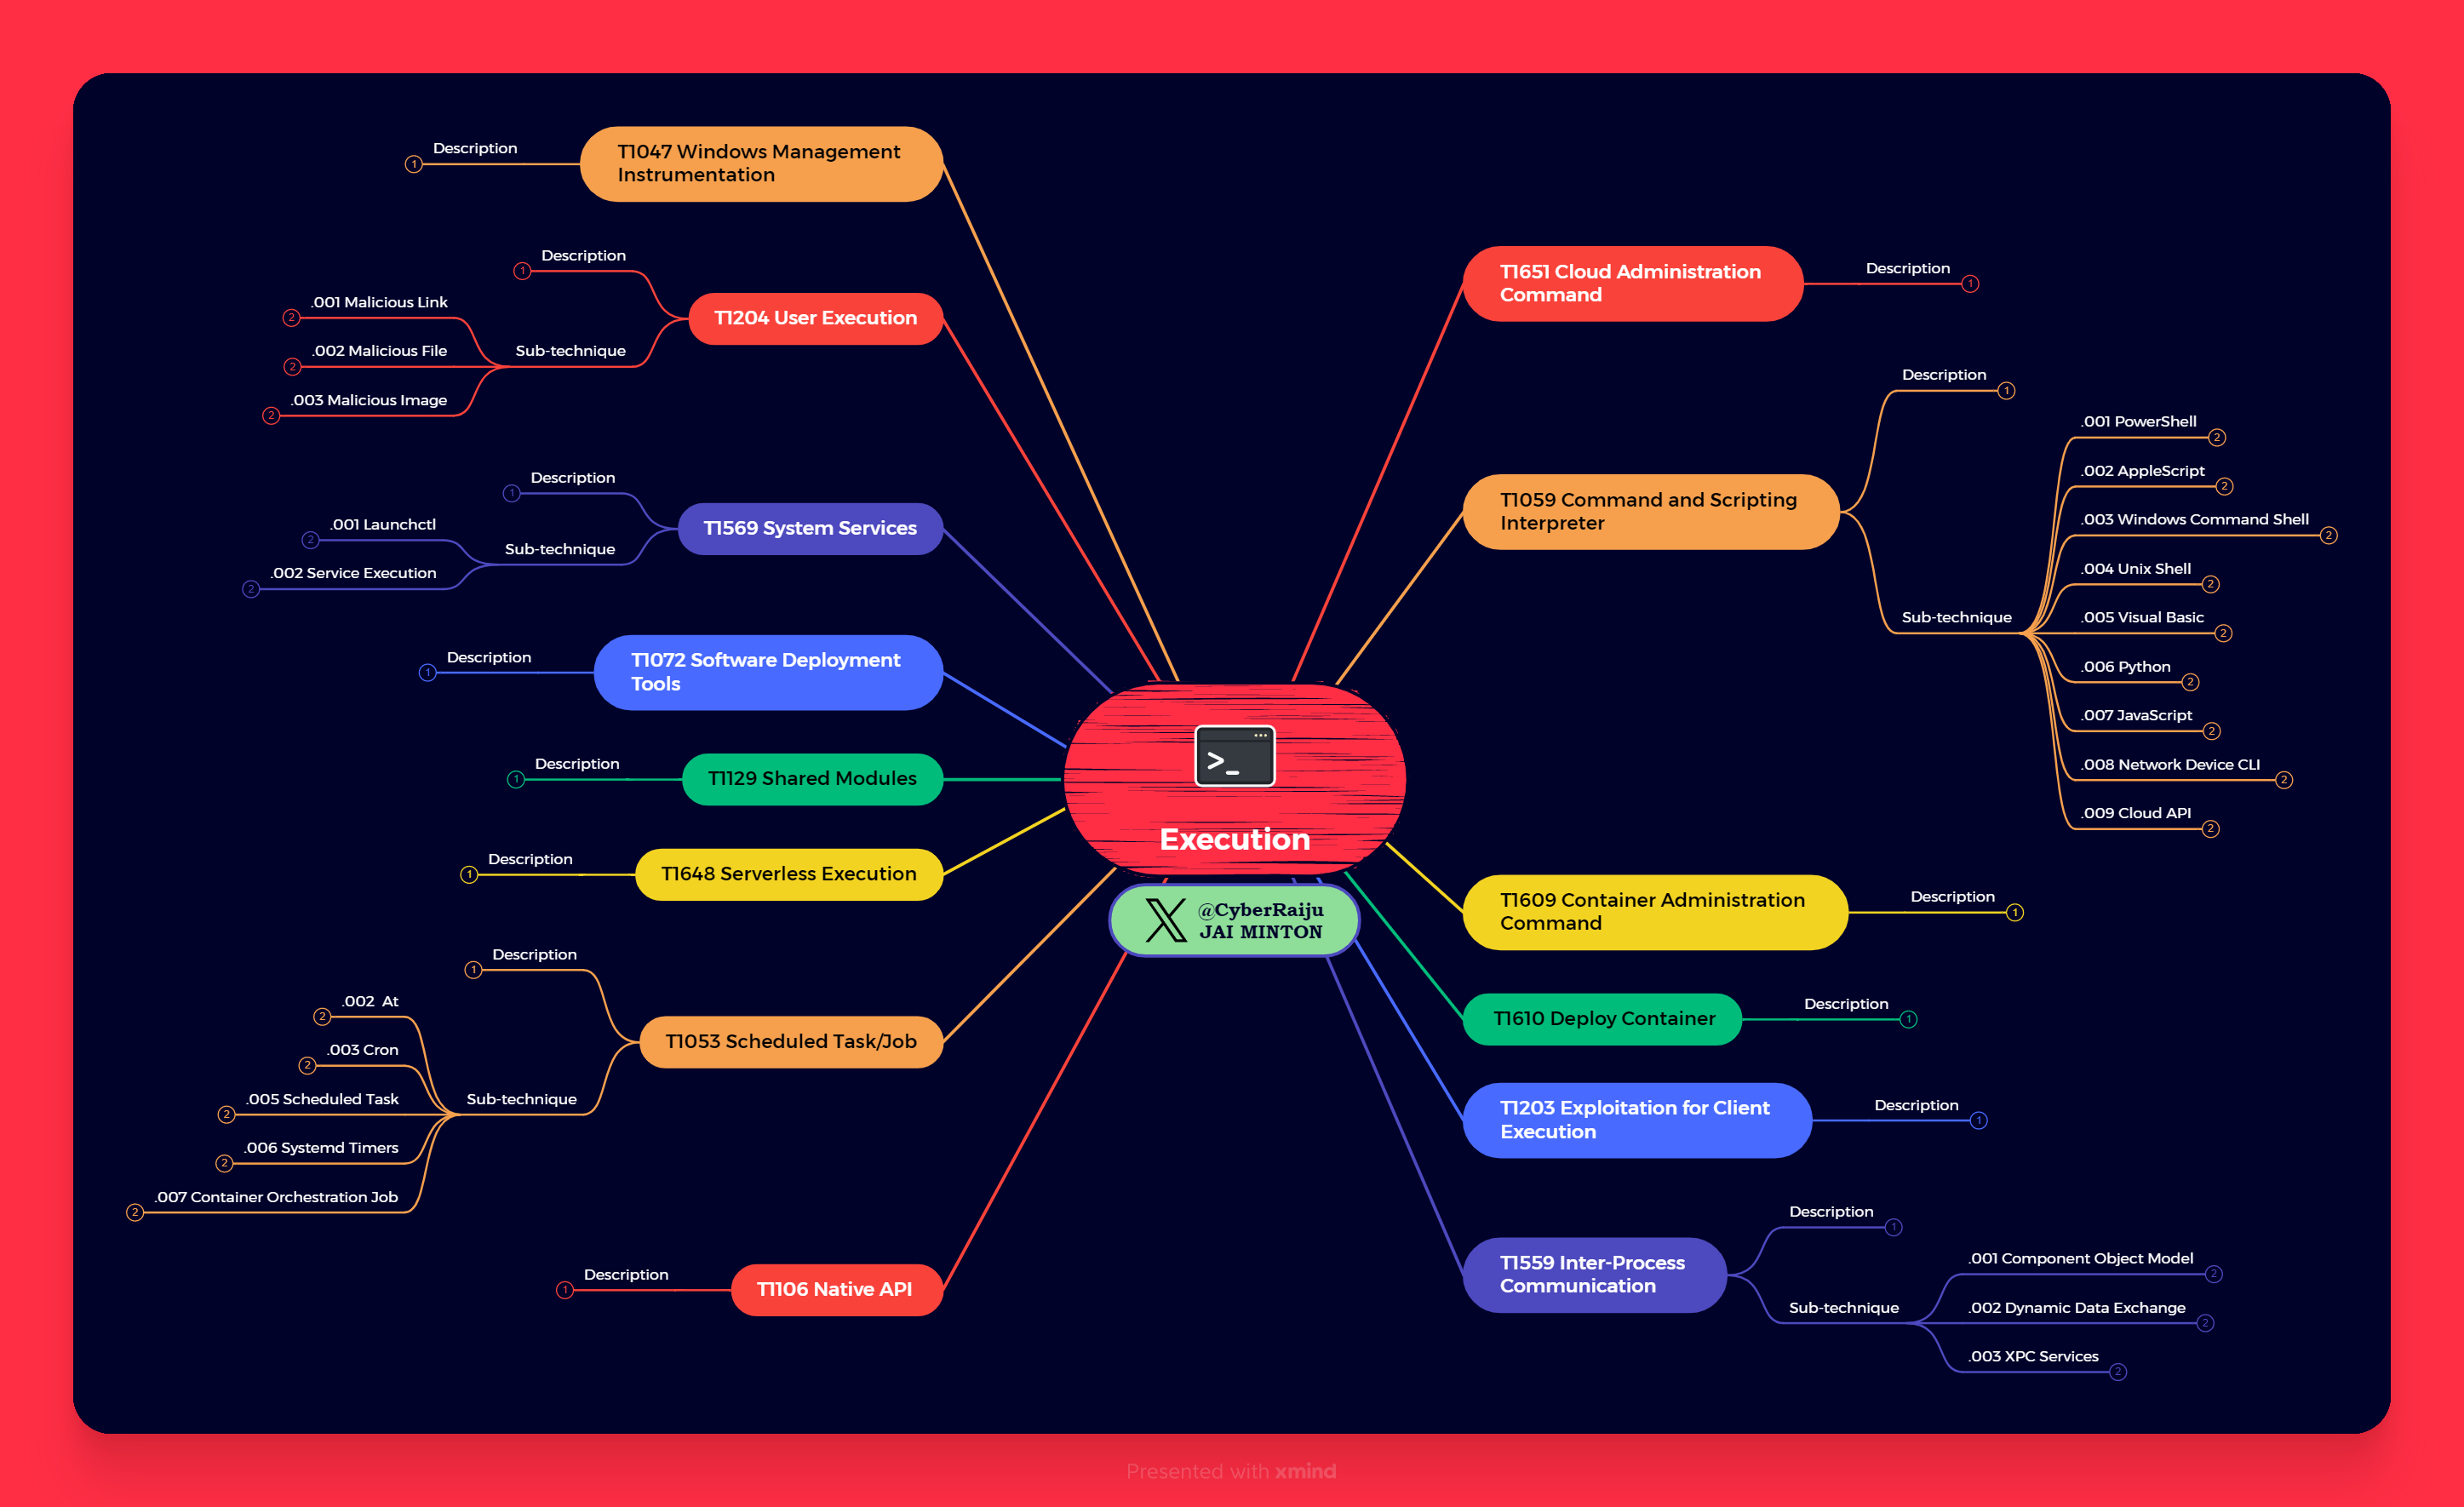 Description
1
T1047 Windows Management
Instrumentation
Description
1
.001 Malicious Link
2
.002 Malicious File
2
.003 Malicious Image
2
Sub-technique
T1204 User Execution
Description
1
.001 Launchctl
2
.002 Service Execution
2
Sub-technique
T1569 System Services
Description
1
T1072 Software Deployment
Tools
Description
1
T1129 Shared Modules
Description
1
T1648 Serverless Execution
Description
1
.002  At
2
.003 Cron
2
.005 Scheduled Task
2
.006 Systemd Timers
2
.007 Container Orchestration Job
2
Sub-technique
T1053 Scheduled Task/Job
Description
1
T1106 Native API
>_
Execution
@CyberRaiju
JAI MINTON
T1651 Cloud Administration
Command
Description
1
T1059 Command and Scripting
Interpreter
Description
1
Sub-technique
.001 PowerShell
2
.002 AppleScript
2
.003 Windows Command Shell
2
.004 Unix Shell
2
.005 Visual Basic
2
.006 Python
2
.007 JavaScript
2
.008 Network Device CLI
2
.009 Cloud API
2
T1609 Container Administration
Command
Description
1
T1610 Deploy Container
Description
1
T1203 Exploitation for Client
Execution
Description
1
T1559 Inter-Process
Communication
Description
1
Sub-technique
.001 Component Object Model
2
.002 Dynamic Data Exchange
2
.003 XPC Services
2
Presented with xmind